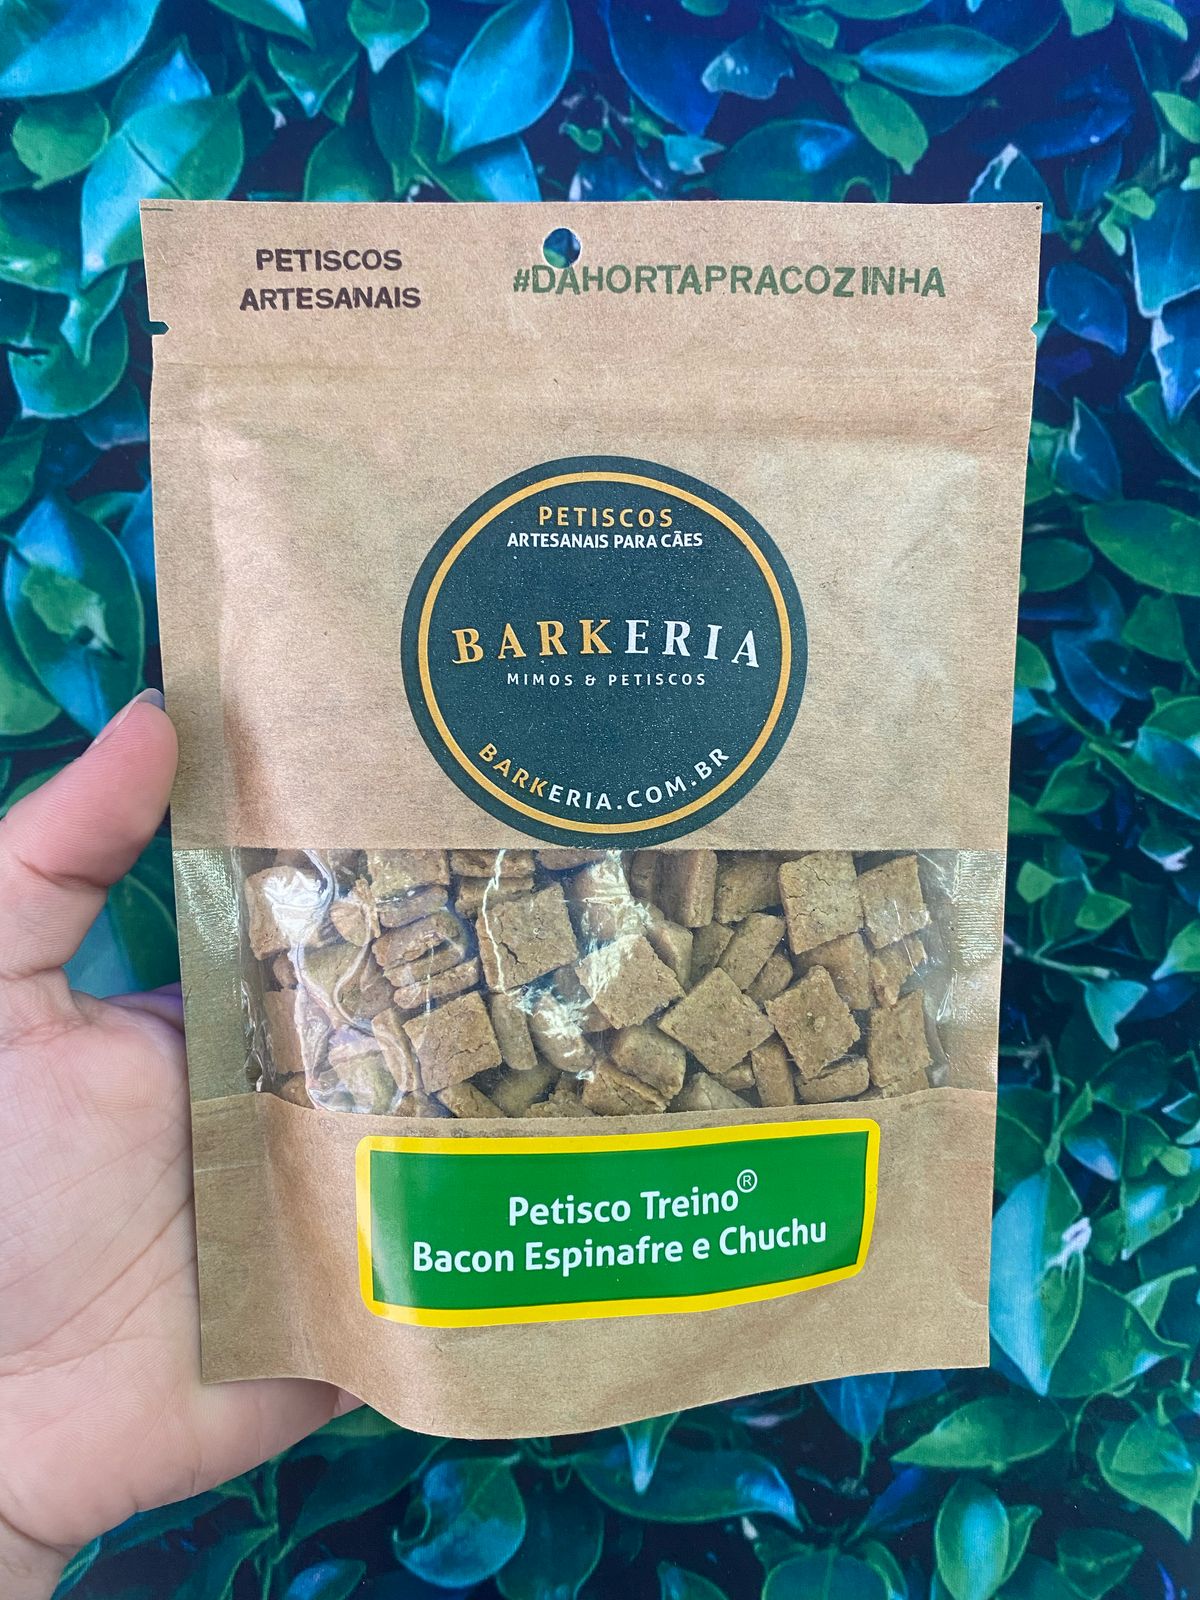 PETISCOS
ARTESANAIS
#DAHORTAPRACOZINHA
PETISCOS
ARTESANAIS PARA CÃES
BARKERIA
MIMOS & PETISCOS
BARKERIA.COM.BR
Petisco Treino®
Bacon Espinafre e Chuchu